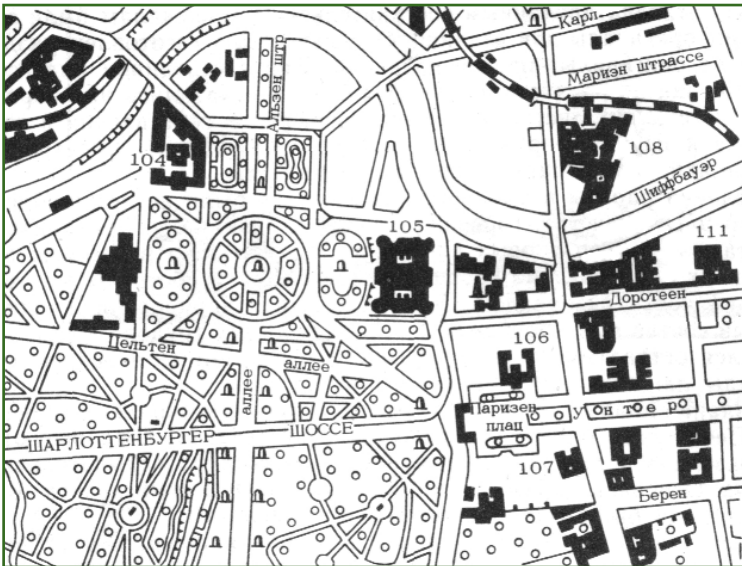 Карл
Мариэн штрассе
Альзен штр
108
104
Шиффбауэр
105
111
Доротеен
106
Цельтен
аллее
аллее
Паризен
плац
унтер
ШАРЛОТТЕНБУРГЕР ШОССЕ
107
Берен